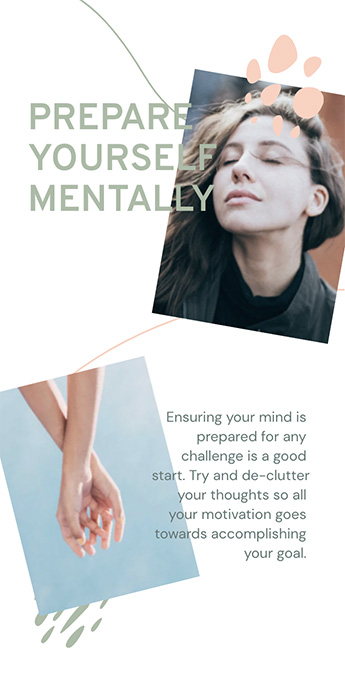 PREPARE
YOURSELF
MENTALLY
Ensuring your mind is
prepared for any
challenge is a good
start. Try and de-clutter
your thoughts so all
your motivation goes
towards accomplishing
your goal.